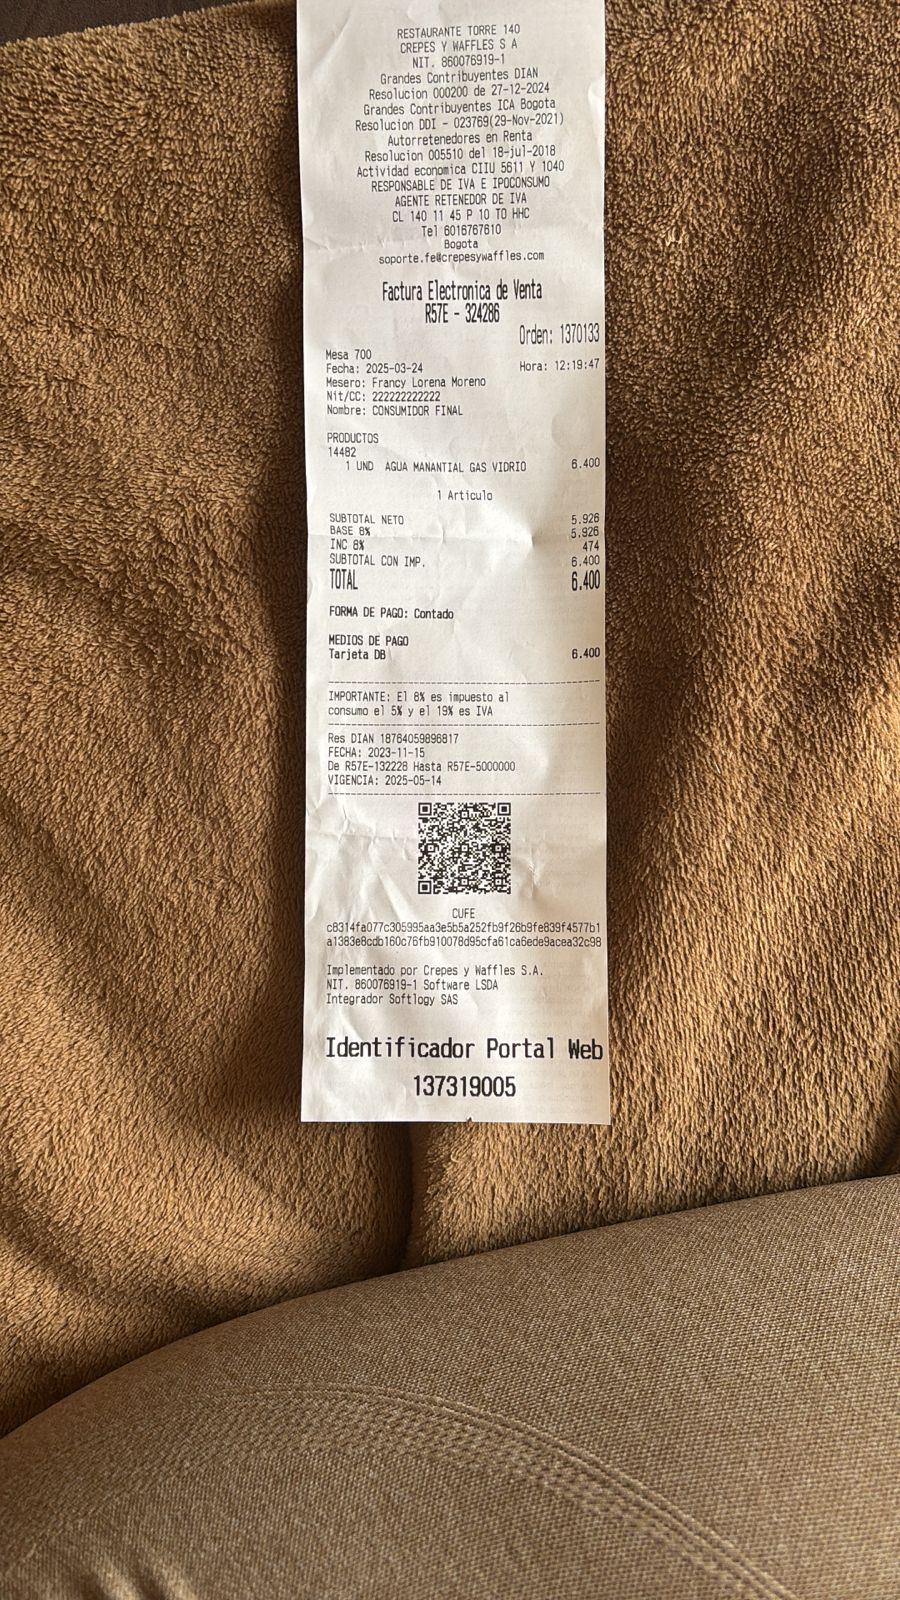 RESTAURANTE TORRE 140
CREPES Y WAFFLES S A
NIT. 860076919-1
Grandes Contribuyentes DIAN
Resolucion 000200 de 27-12-2024
Grandes Contribuyentes ICA Bogota
Resolucion DDI - 023769(29-Nov-2021)
Autorretenedores en Renta
Resolucion 005510 del 18-jul-2018
Actividad economica CIIU 5611 Y 1040
RESPONSABLE DE IVA E IPOCONSUMO
AGENTE RETENEDOR DE IVA
CL 140 11 45 P 10 TO HHC
Tel 6016767610
Bogota
soporte.fe@crepesywaffles.com
Factura Electronica de Venta
R57E - 324286
Orden: 1370133
Mesa 700
Fecha: 2025-03-24 Hora: 12:19:47
Mesero: Francy Lorena Moreno
Nit/CC: 222222222222
Nombre: CONSUMIDOR FINAL
PRODUCTOS
14482
1 UND AGUA MANANTIAL GAS VIDRIO 6.400
1 Articulo
SUBTOTAL NETO 5.926
BASE 8% 5.926
INC 8% 474
SUBTOTAL CON IMP. 6.400
TOTAL 6.400
FORMA DE PAGO: Contado
MEDIOS DE PAGO
Tarjeta DB 6.400
IMPORTANTE: El 8% es impuesto al
consumo el 5% y el 19% es IVA
Res DIAN 18764059896817
FECHA: 2023-11-15
De R57E-132228 Hasta R57E-5000000
VIGENCIA: 2025-05-14
CUFE
c8314fa077c305995aa3e5b5a252fb9f26b9fe839f4577b1
a1383e8cdb160c76fb910078d95cfa61ca6ede9acea32c98
Implementado por Crepes y Waffles S.A.
NIT. 860076919-1 Software LSDA
Integrador Softlogy SAS
Identificador Portal Web
137319005